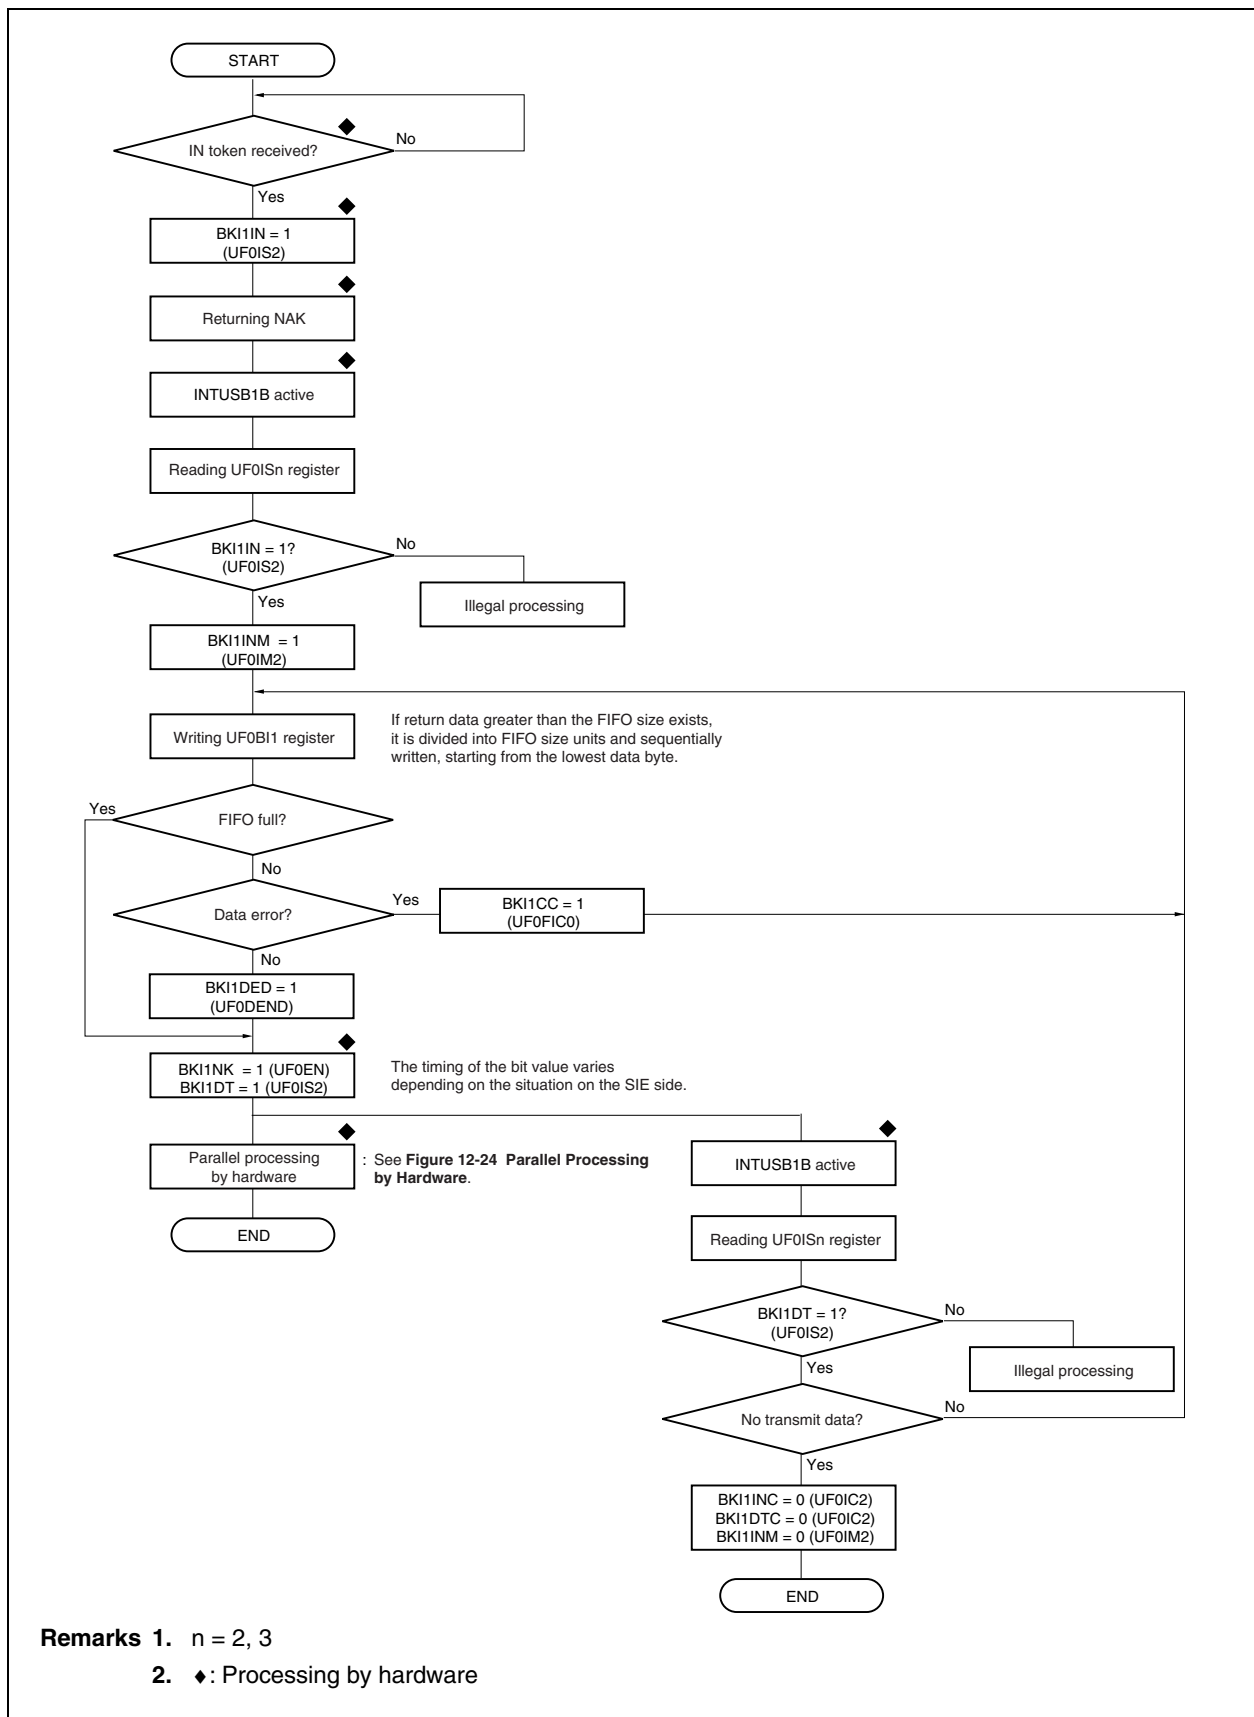 START
IN token received?
No
Yes
BKI1IN = 1
(UF0IS2)
Returning NAK
INTUSB1B active
Reading UF0ISn register
BKI1IN = 1?
(UF0IS2)
No
Illegal processing
Yes
BKI1INM = 1
(UF0IM2)
Writing UF0BI1 register
If return data greater than the FIFO size exists,
it is divided into FIFO size units and sequentially
written, starting from the lowest data byte.
Yes
FIFO full?
No
Data error?
Yes
BKI1CC = 1
(UF0FIC0)
No
BKI1DED = 1
(UF0DEND)
BKI1NK = 1 (UF0EN)
BKI1DT = 1 (UF0IS2)
The timing of the bit value varies
depending on the situation on the SIE side.
Parallel processing
by hardware
: See Figure 12-24 Parallel Processing
by Hardware.
END
INTUSB1B active
Reading UF0ISn register
BKI1DT = 1?
(UF0IS2)
No
Illegal processing
Yes
No transmit data?
No
Yes
BKI1INC = 0 (UF0IC2)
BKI1DTC = 0 (UF0IC2)
BKI1INM = 0 (UF0IM2)
END
Remarks 1. n = 2, 3
2. ♦: Processing by hardware